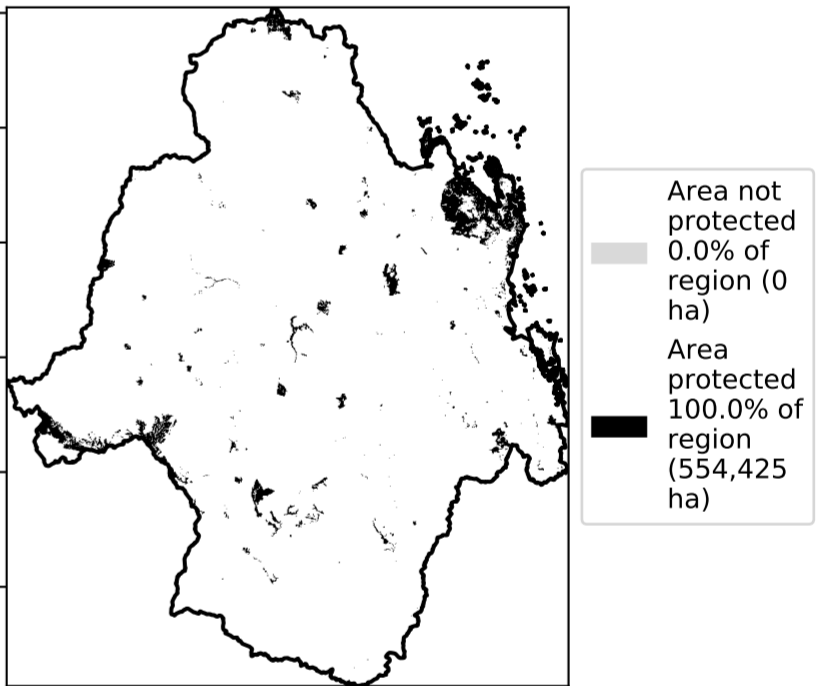 Area not
protected
0.0% of
region (0
ha)
Area
protected
100.0% of
region
(554,425
ha)